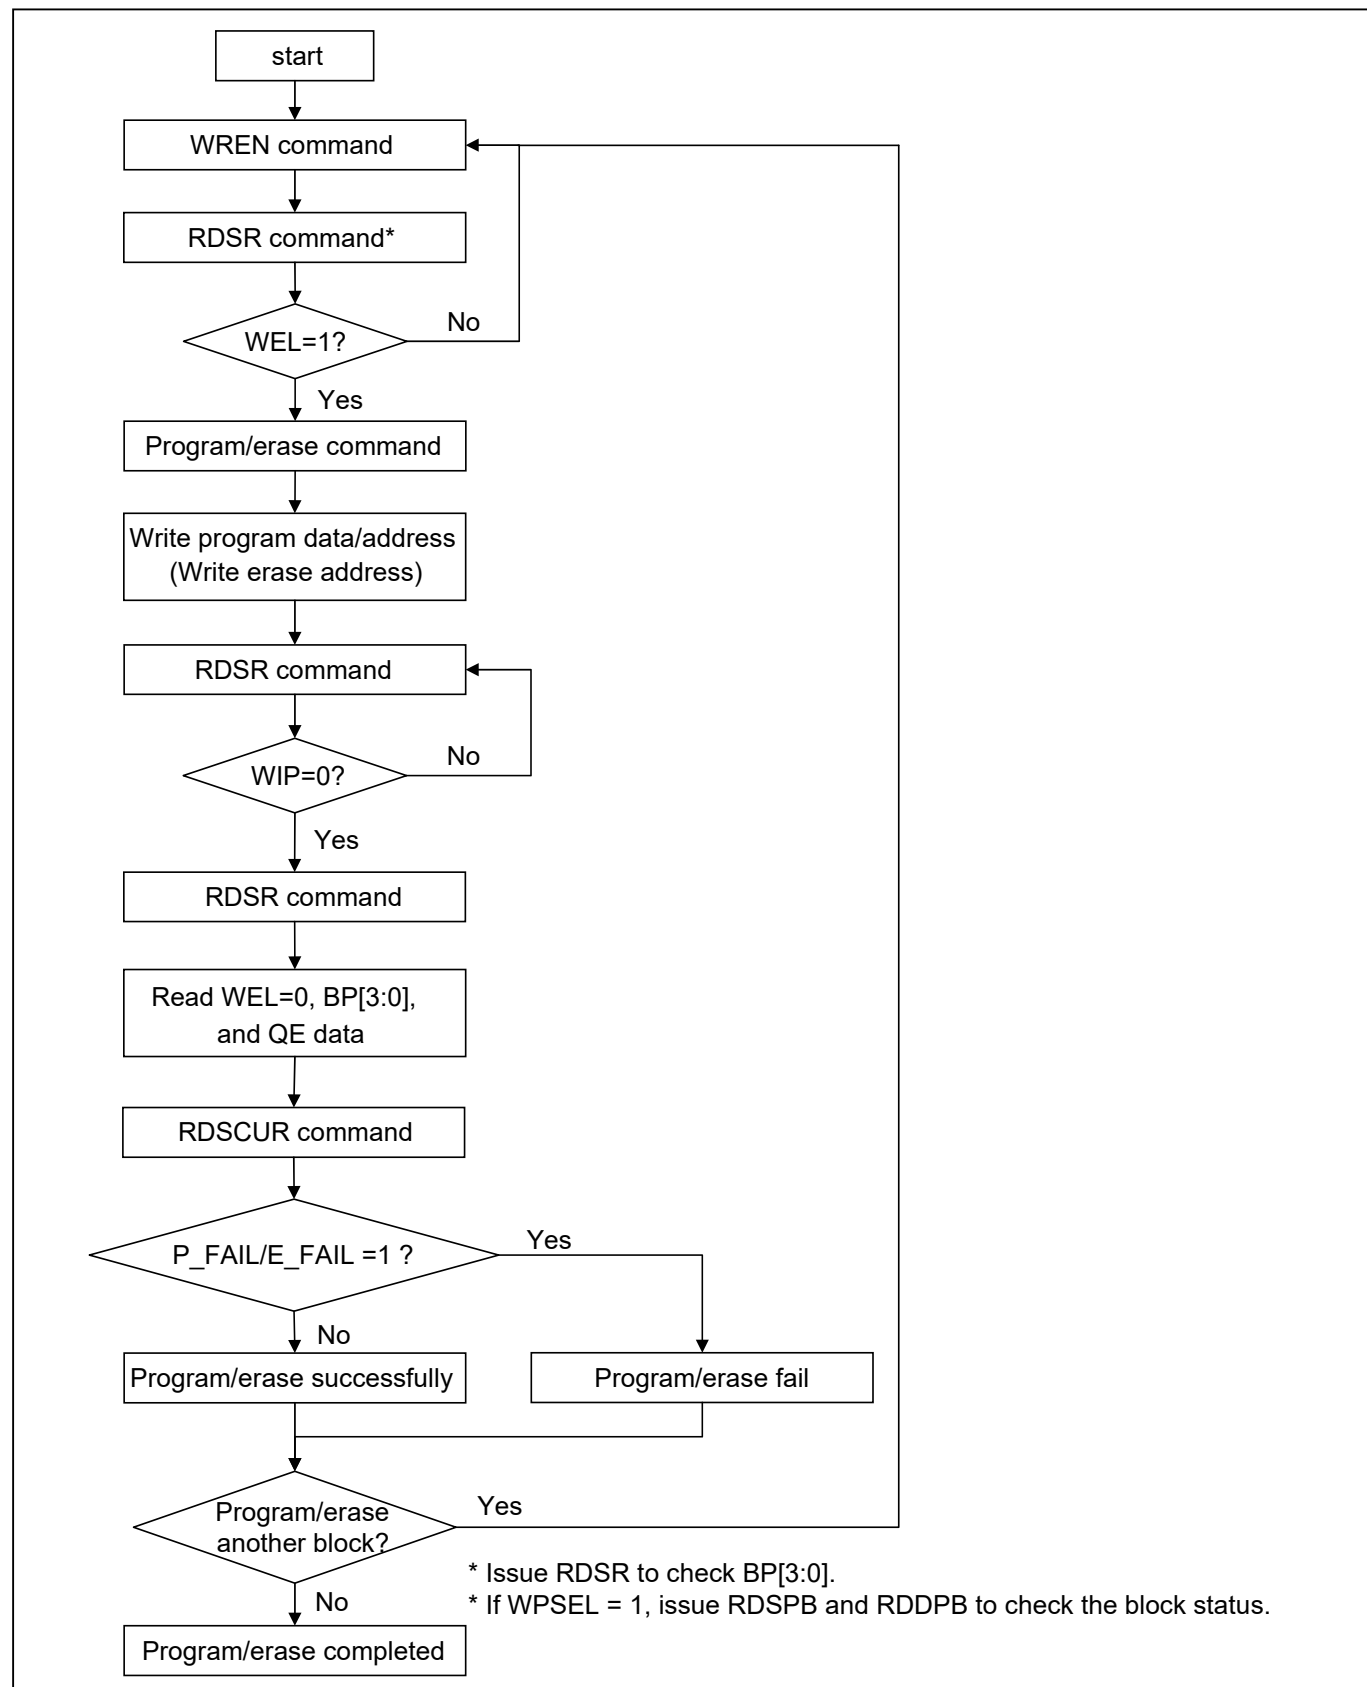 start
WREN command
RDSR command*
WEL=1?
No
Yes
Program/erase command
Write program data/address
(Write erase address)
RDSR command
WIP=0?
No
Yes
RDSR command
Read WEL=0, BP[3:0],
and QE data
RDSCUR command
P_FAIL/E_FAIL =1 ?
Yes
No
Program/erase successfully
Program/erase fail
Program/erase
another block?
Yes
No
* Issue RDSR to check BP[3:0].
* If WPSEL = 1, issue RDSPB and RDDPB to check the block status.
Program/erase completed